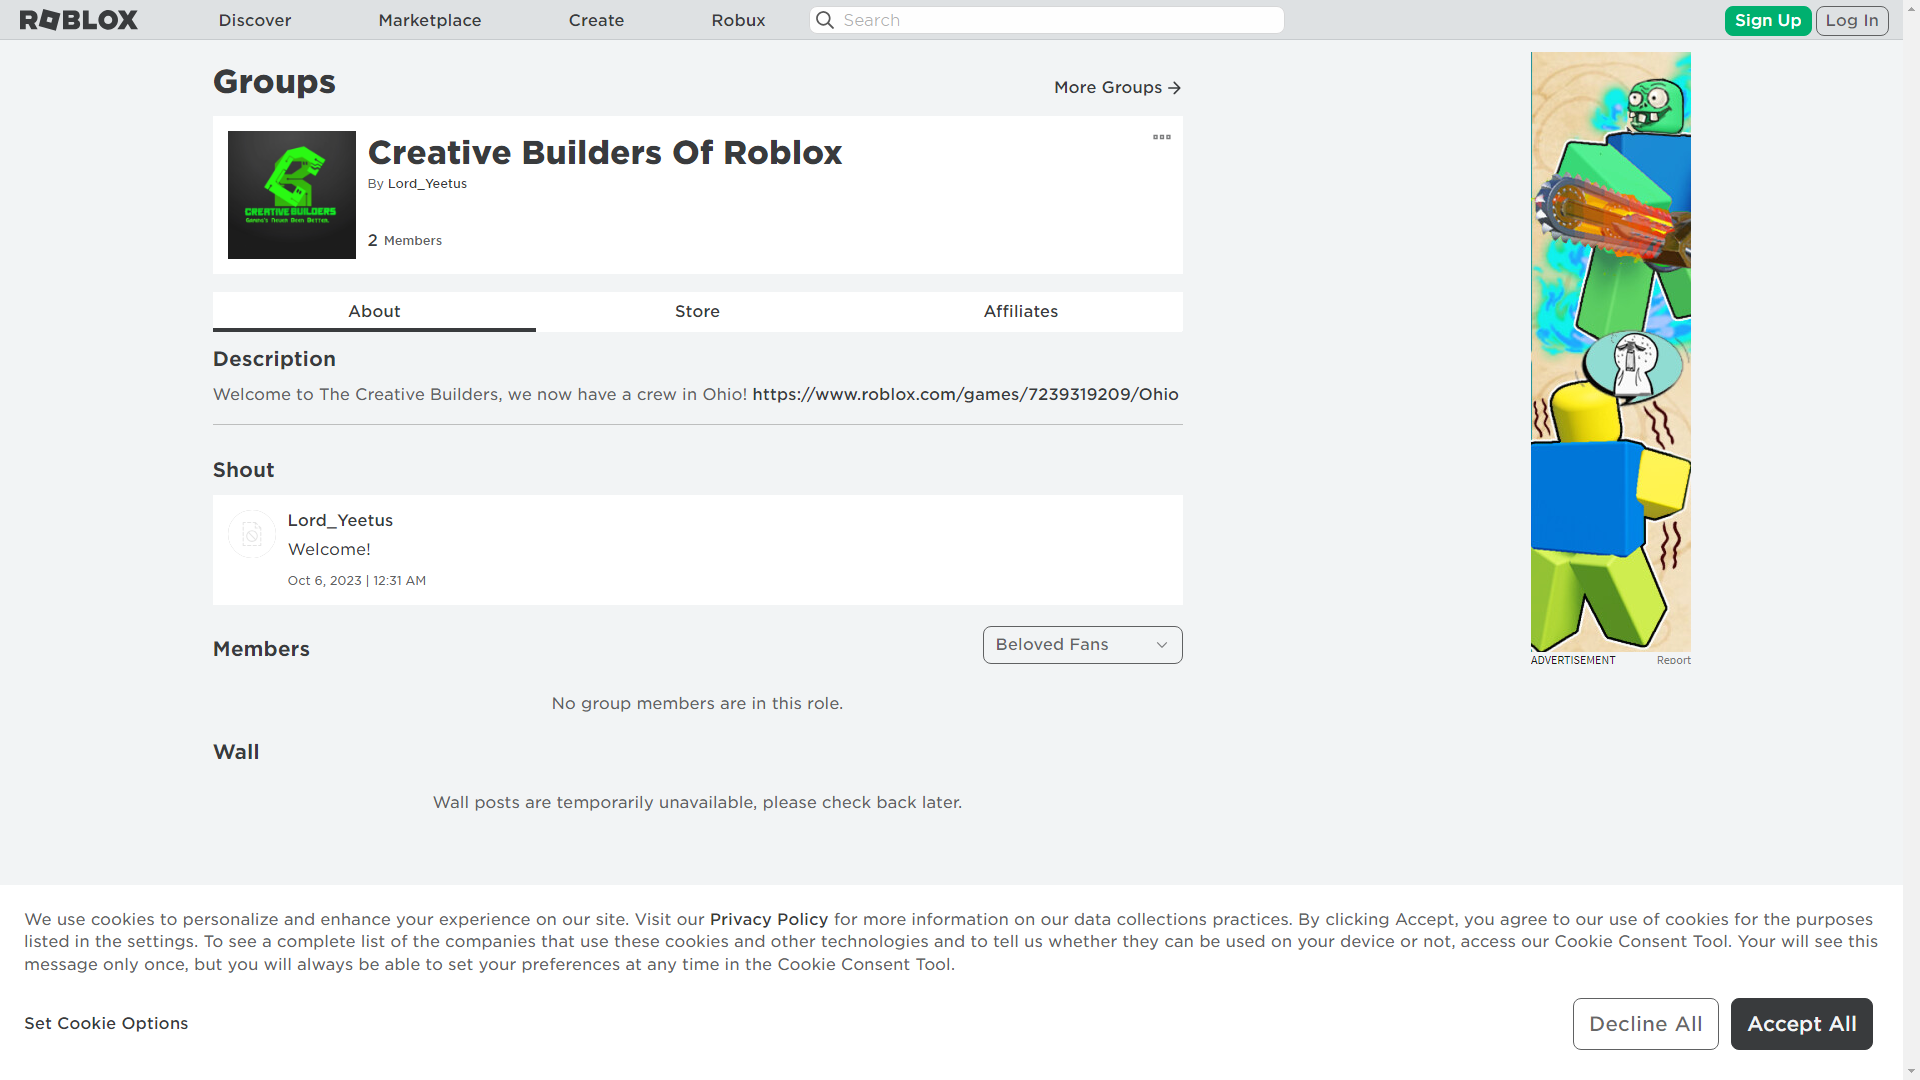 ROBLOX
Discover
Marketplace
Create
Robux
Search
Sign Up
Log In
Groups
More Groups
CREATIVE BUILDERS
Gaming's Never Been Better.
Creative Builders Of Roblox
By Lord_Yeetus
2 Members
About
Store
Affiliates
Description
Welcome to The Creative Builders, we now have a crew in Ohio! https://www.roblox.com/games/7239319209/Ohio
Shout
Lord_Yeetus
Welcome!
Oct 6, 2023 | 12:31 AM
Members
Beloved Fans
No group members are in this role.
Wall
Wall posts are temporarily unavailable, please check back later.
ADVERTISEMENT
Report
We use cookies to personalize and enhance your experience on our site. Visit our Privacy Policy for more information on our data collections practices. By clicking Accept, you agree to our use of cookies for the purposes
listed in the settings. To see a complete list of the companies that use these cookies and other technologies and to tell us whether they can be used on your device or not, access our Cookie Consent Tool. Your will see this
message only once, but you will always be able to set your preferences at any time in the Cookie Consent Tool.
Set Cookie Options
Decline All
Accept All